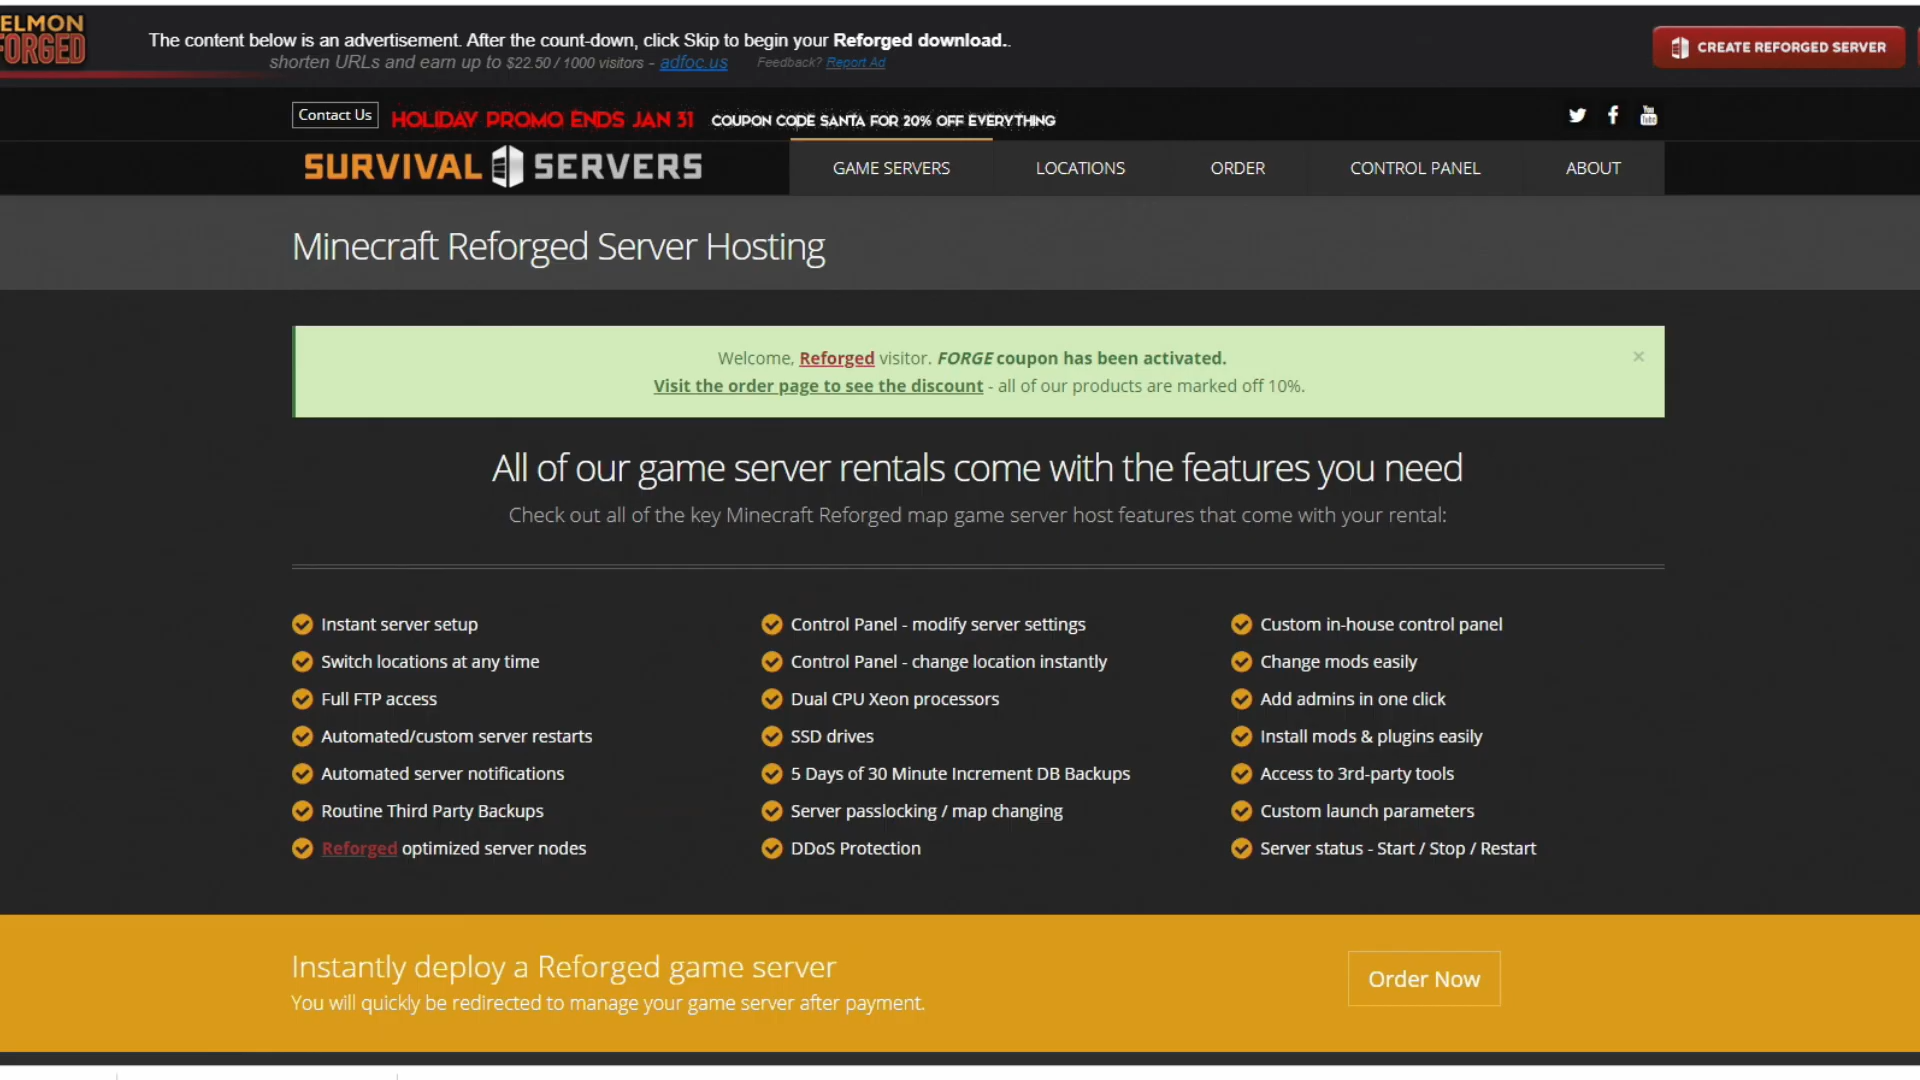 ELMON
FORGED
The content below is an advertisement. After the count-down, click Skip to begin your Reforged download..
shorten URLs and earn up to $22.50 / 1000 visitors - adfoc.us Feedback? Report Ad
CREATE REFORGED SERVER
Contact Us HOLIDAY PROMO ENDS JAN 31 COUPON CODE SANTA FOR 20% OFF EVERYTHING
You Tube
SURVIVAL SERVERS
GAME SERVERS LOCATIONS ORDER CONTROL PANEL ABOUT
Minecraft Reforged Server Hosting
Welcome, Reforged visitor. FORGE coupon has been activated. ×
Visit the order page to see the discount - all of our products are marked off 10%.
All of our game server rentals come with the features you need
Check out all of the key Minecraft Reforged map game server host features that come with your rental:
Instant server setup
Switch locations at any time
Full FTP access
Automated/custom server restarts
Automated server notifications
Routine Third Party Backups
Reforged optimized server nodes
Control Panel - modify server settings
Control Panel - change location instantly
Dual CPU Xeon processors
SSD drives
5 Days of 30 Minute Increment DB Backups
Server passlocking / map changing
DDoS Protection
Custom in-house control panel
Change mods easily
Add admins in one click
Install mods & plugins easily
Access to 3rd-party tools
Custom launch parameters
Server status - Start / Stop / Restart
Instantly deploy a Reforged game server
You will quickly be redirected to manage your game server after payment.
Order Now